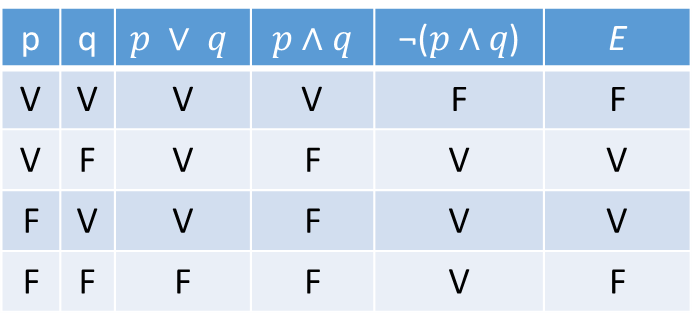 p q p ∨ q p ∧ q ¬(p ∧ q) E
V V V V F F
V F V F V V
F V V F V V
F F F F V F